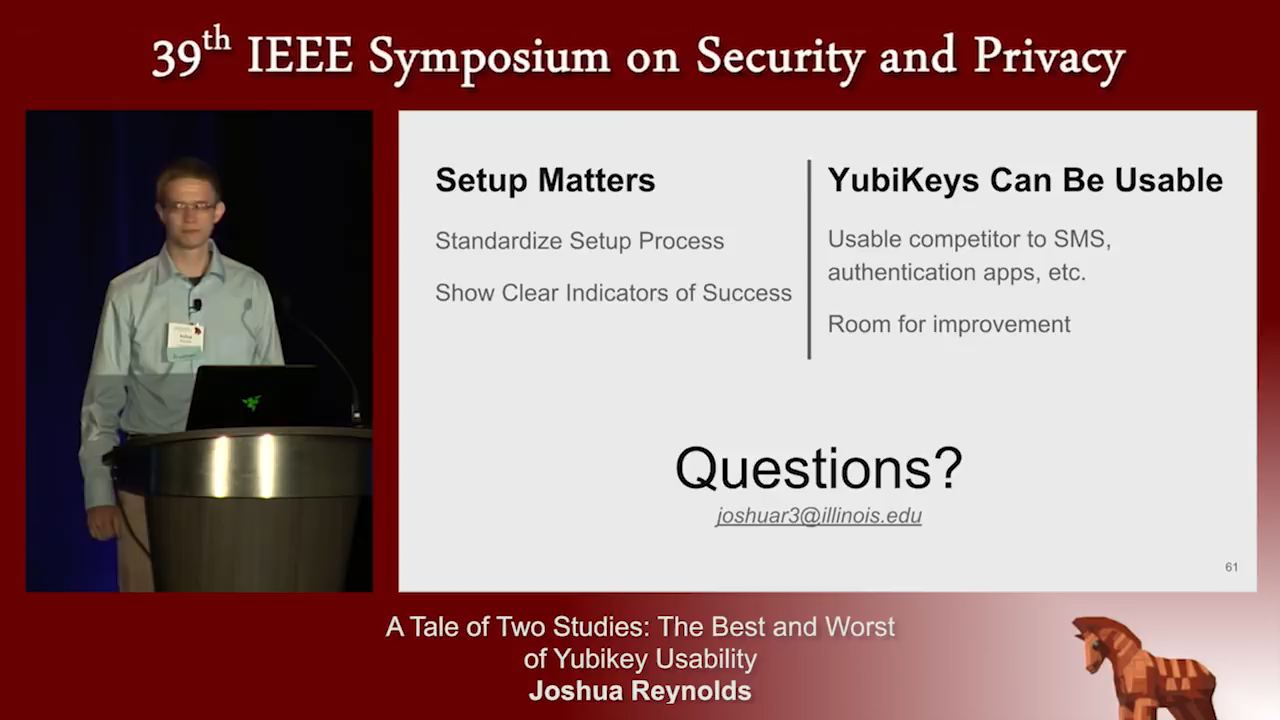 39th IEEE Symposium on Security and Privacy
Setup Matters
Standardize Setup Process
Show Clear Indicators of Success
YubiKeys Can Be Usable
Usable competitor to SMS,
authentication apps, etc.
Room for improvement
Questions?
joshuar3@illinois.edu
61
A Tale of Two Studies: The Best and Worst
of Yubikey Usability
Joshua Reynolds